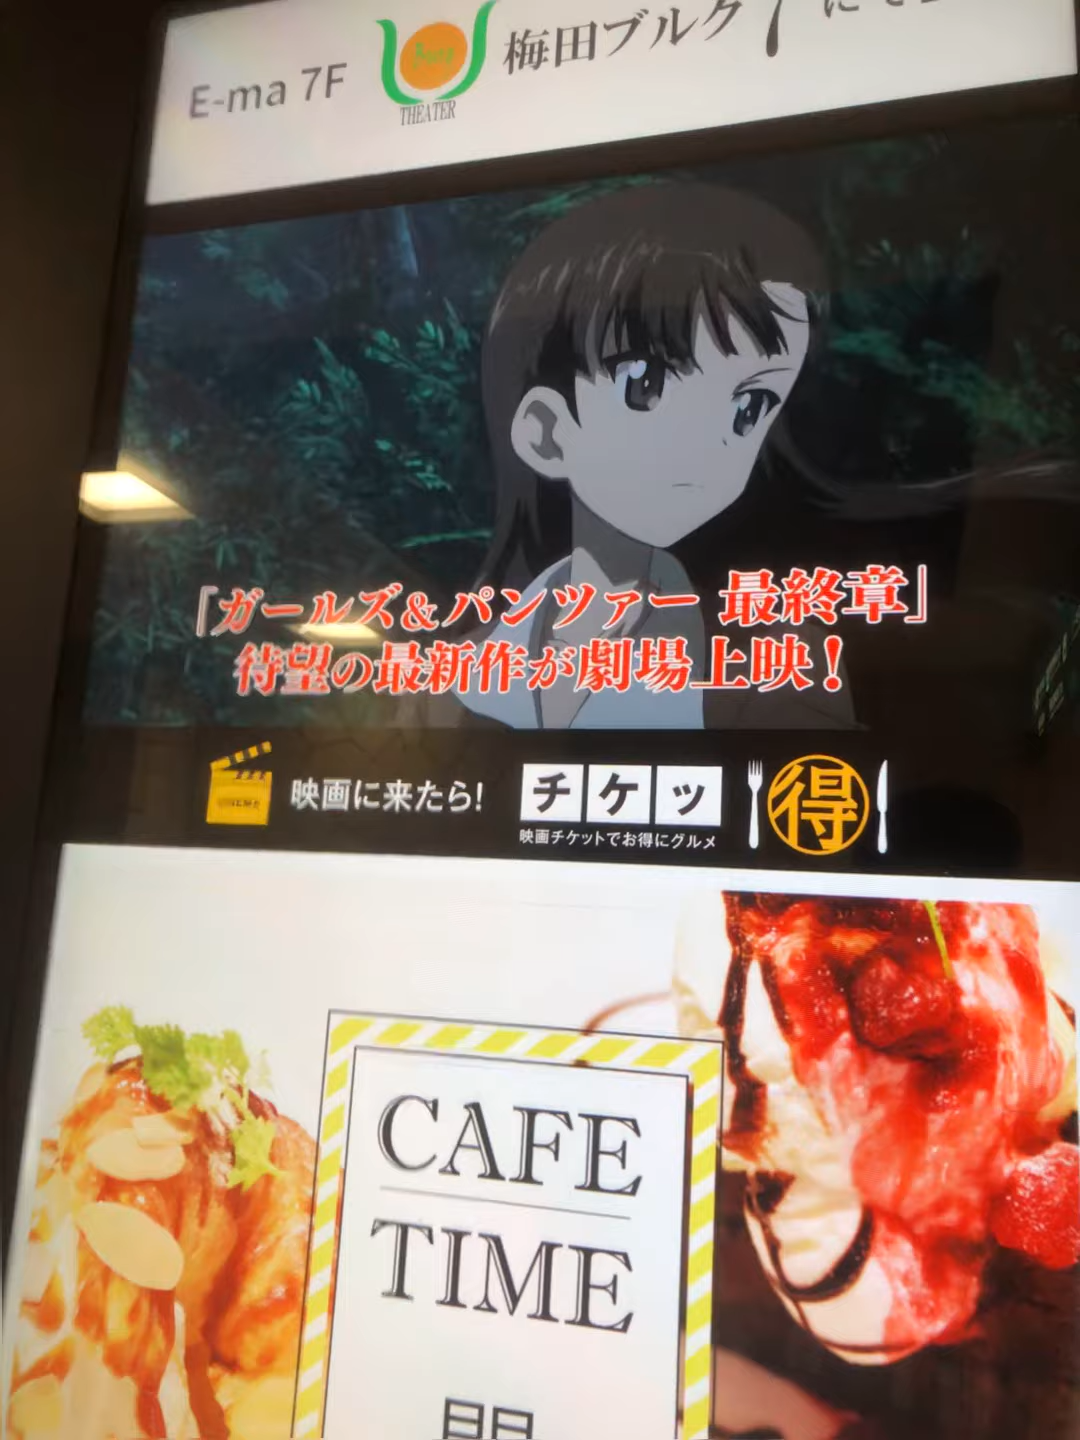 E-ma 7F
THEATER
梅田ブルク7
「ガールズ&パンツァー 最終章」
待望の最新作が劇場上映！
CINEMA
映画に来たら!
チケッ
得
映画チケットでお得にグルメ
CAFE
TIME